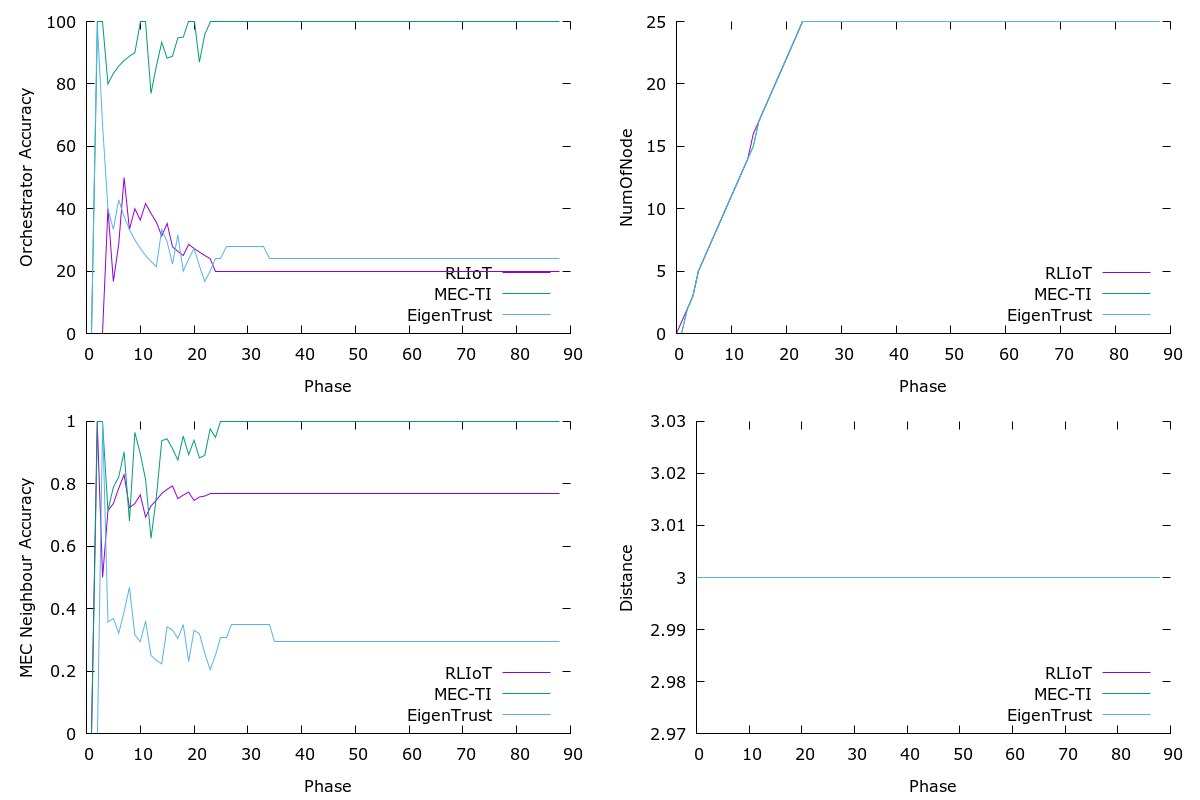 100
80
60
40
20
0
Orchestrator Accuracy
RLIoT
MEC-TI
EigenTrust
0 10 20 30 40 50 60 70 80 90
Phase
25
20
15
10
5
0
NumOfNode
RLIoT
MEC-TI
EigenTrust
0 10 20 30 40 50 60 70 80 90
Phase
1
0.8
0.6
0.4
0.2
0
MEC Neighbour Accuracy
RLIoT
MEC-TI
EigenTrust
0 10 20 30 40 50 60 70 80 90
Phase
3.03
3.02
3.01
3
2.99
2.98
2.97
Distance
RLIoT
MEC-TI
EigenTrust
0 10 20 30 40 50 60 70 80 90
Phase